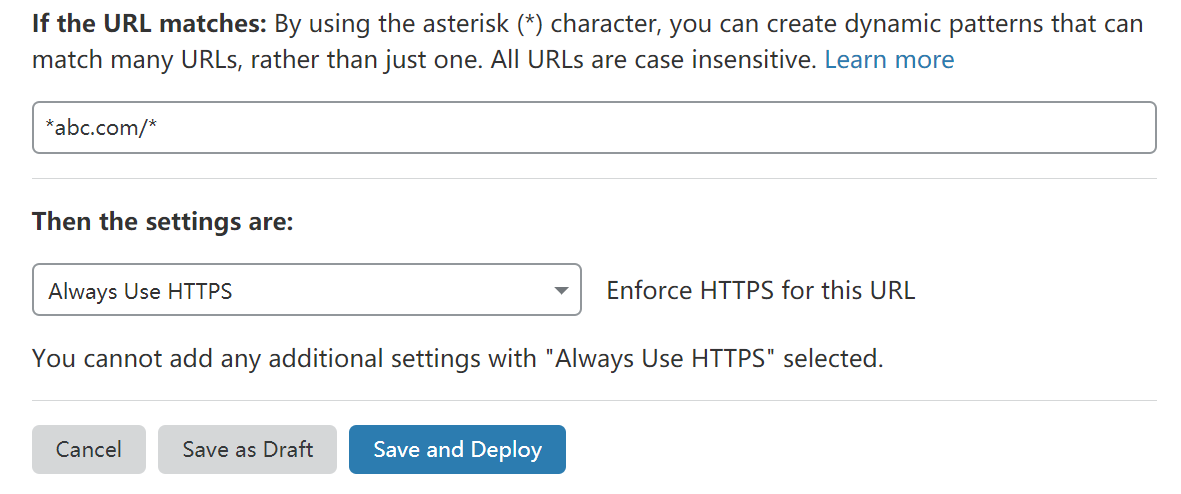 If the URL matches: By using the asterisk (*) character, you can create dynamic patterns that can
match many URLs, rather than just one. All URLs are case insensitive. Learn more
*abc.com/*
Then the settings are:
Always Use HTTPS Enforce HTTPS for this URL
You cannot add any additional settings with "Always Use HTTPS" selected.
Cancel Save as Draft Save and Deploy